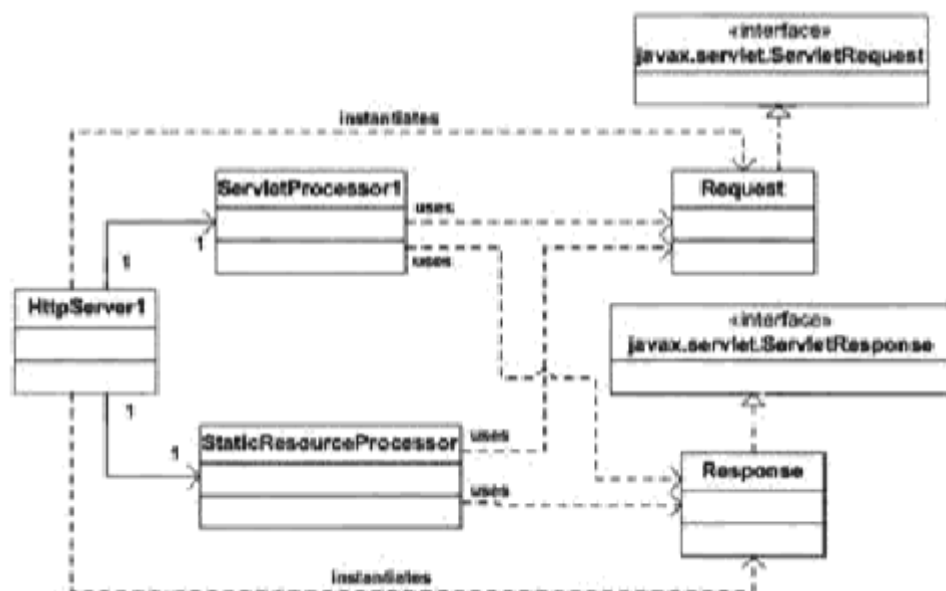 «interface»
javax.servlet.ServletRequest
instantiates
ServletProcessor1
Request
uses
1
uses
1
HttpServer1
«interface»
javax.servlet.ServletResponse
1
uses
StaticResourceProcessor
1
Response
uses
instantiates